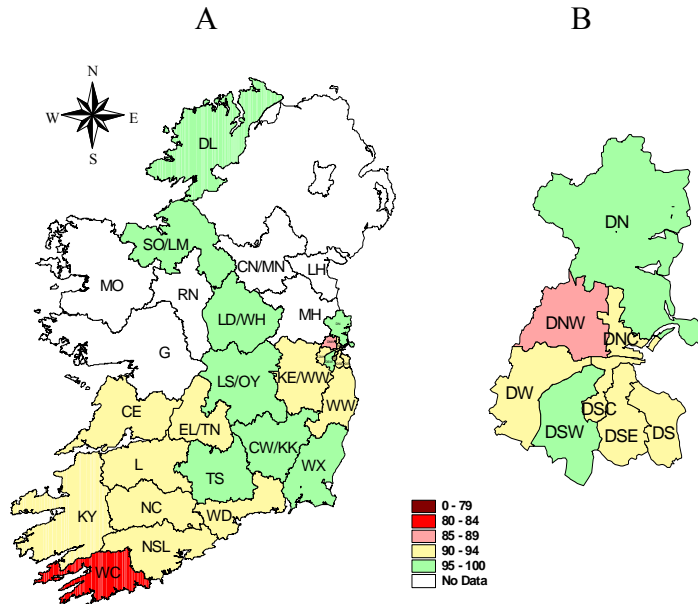 A
B
N
W E
S
DL
SO/LM
CN/MN
LH
MO
RN
LD/WH
MH
G
LS/OY
KE/WW
WW
CE
EL/TN
CW/KK
L
TS
WX
KY
NC
WD
NSL
WC
DN
DNW
DNC
DW
DSC
DSW
DSE
DS
0 - 79
80 - 84
85 - 89
90 - 94
95 - 100
No Data